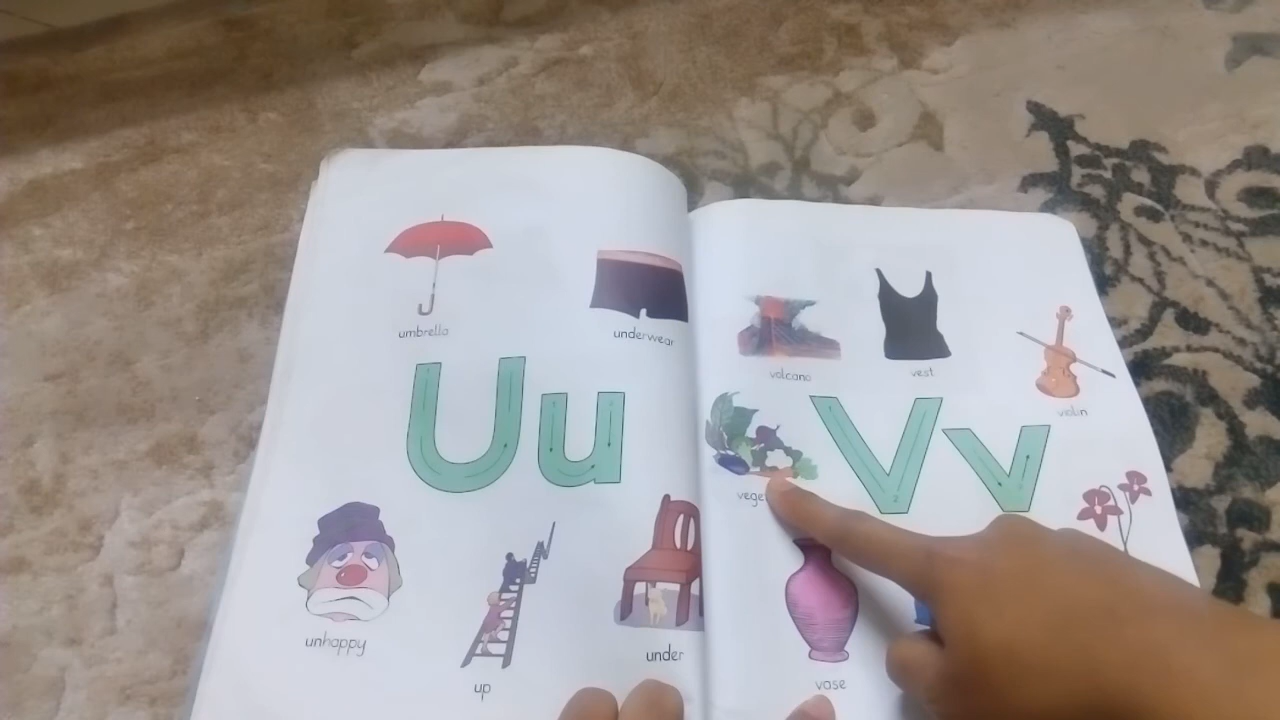 umbrella
underwear
Uu
unhappy
up
under
volcano
vest
violin
Vv
vase